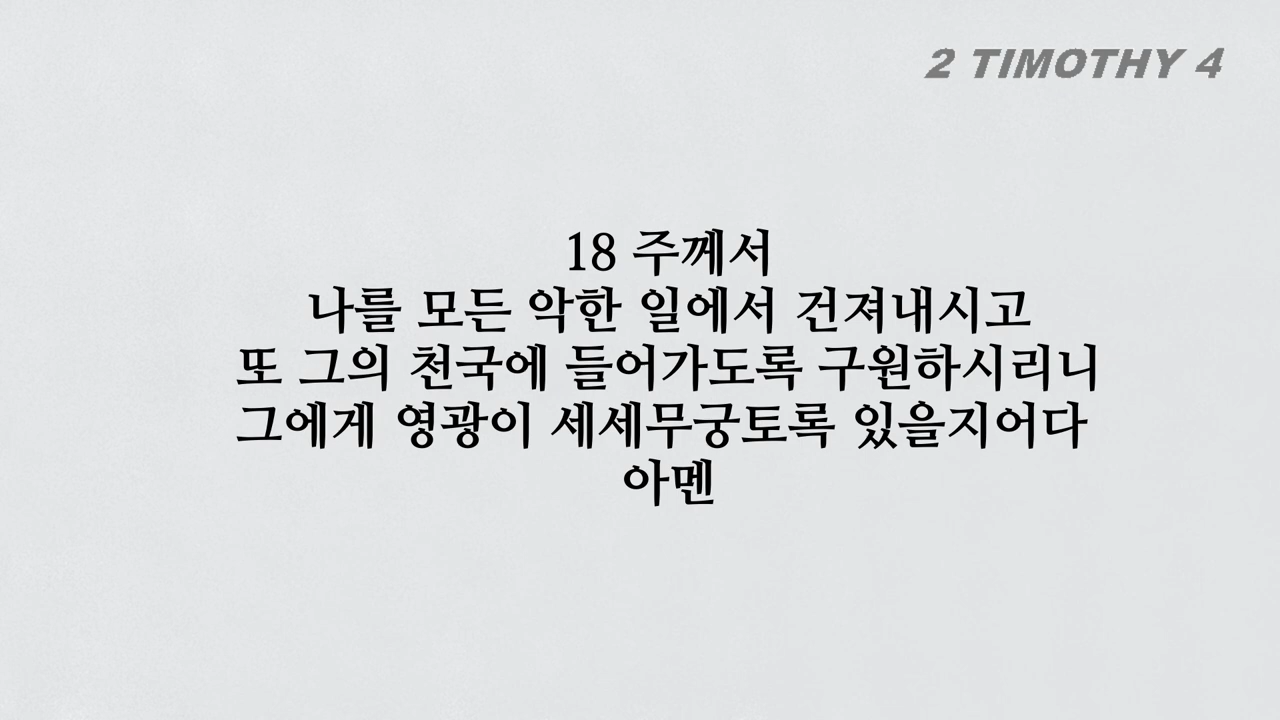 2 TIMOTHY 4
18 주께서
나를 모든 악한 일에서 건져내시고
또 그의 천국에 들어가도록 구원하시리니
그에게 영광이 세세무궁토록 있을지어다
아멘